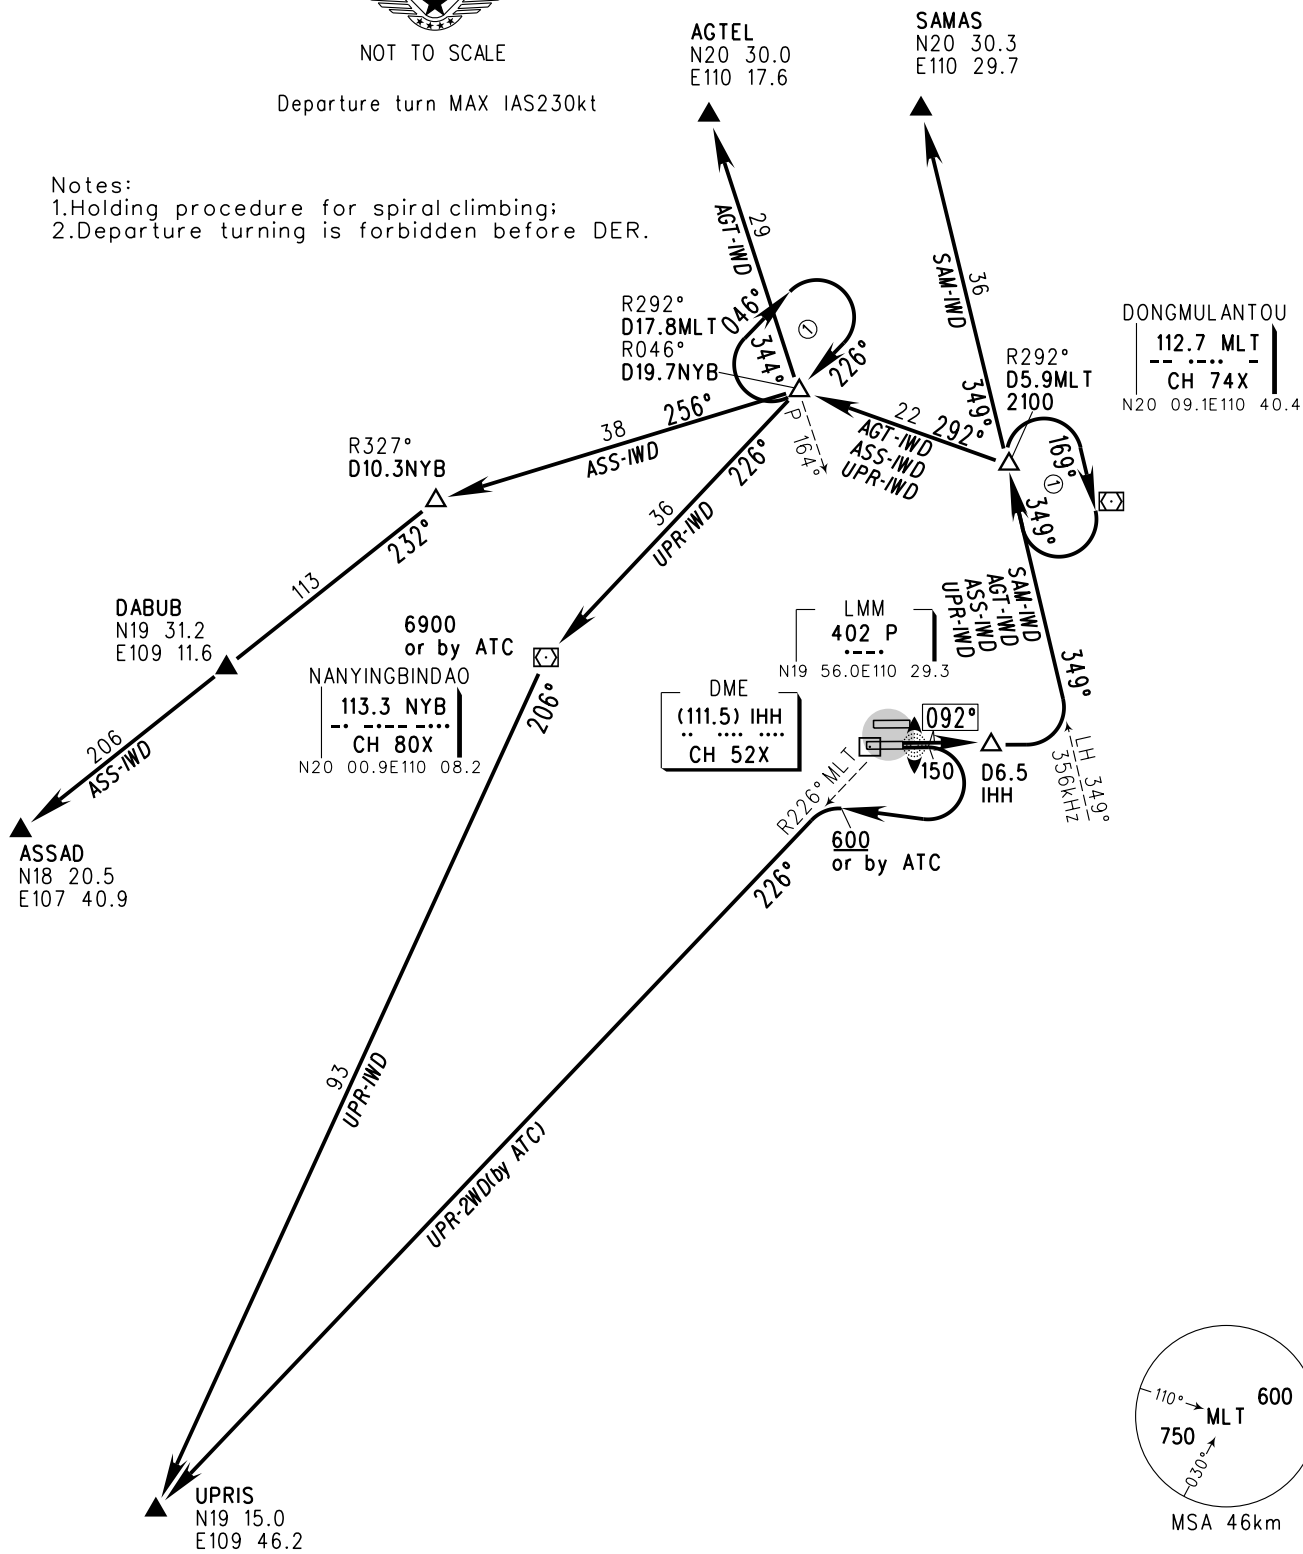 NOT TO SCALE
Departure turn MAX IAS230kt
Notes:
1.Holding procedure for spiral climbing;
2.Departure turning is forbidden before DER.
AGTEL
N20 30.0
E110 17.6
SAMAS
N20 30.3
E110 29.7
29
AGT-IWD
36
SAM-IWD
R292°
D17.8MLT
R046°
D19.7NYB
046°
344°
1
226°
DONGMULANTOU
112.7 MLT
CH 74X
N20 09.1E110 40.4
R292°
D5.9MLT
2100
349°
169°
1
349°
22
292°
AGT-IWD
ASS-IWD
UPR-IWD
P 164°
256°
38
ASS-IWD
226°
36
UPR-IWD
R327°
D10.3NYB
232°
113
DABUB
N19 31.2
E109 11.6
206
ASS-IWD
ASSAD
N18 20.5
E107 40.9
6900
or by ATC
NANYINGBINDAO
113.3 NYB
CH 80X
N20 00.9E110 08.2
206°
LMM
402 P
N19 56.0E110 29.3
DME
(111.5) IHH
CH 52X
SAM-IWD
AGT-IWD
ASS-IWD
UPR-IWD
349°
092°
150
D6.5
IHH
LH 349°
356kHz
R226° MLT
600
or by ATC
226°
93
UPR-IWD
UPR-2WD(by ATC)
UPRIS
N19 15.0
E109 46.2
110°
MLT
600
750
030°
MSA 46km